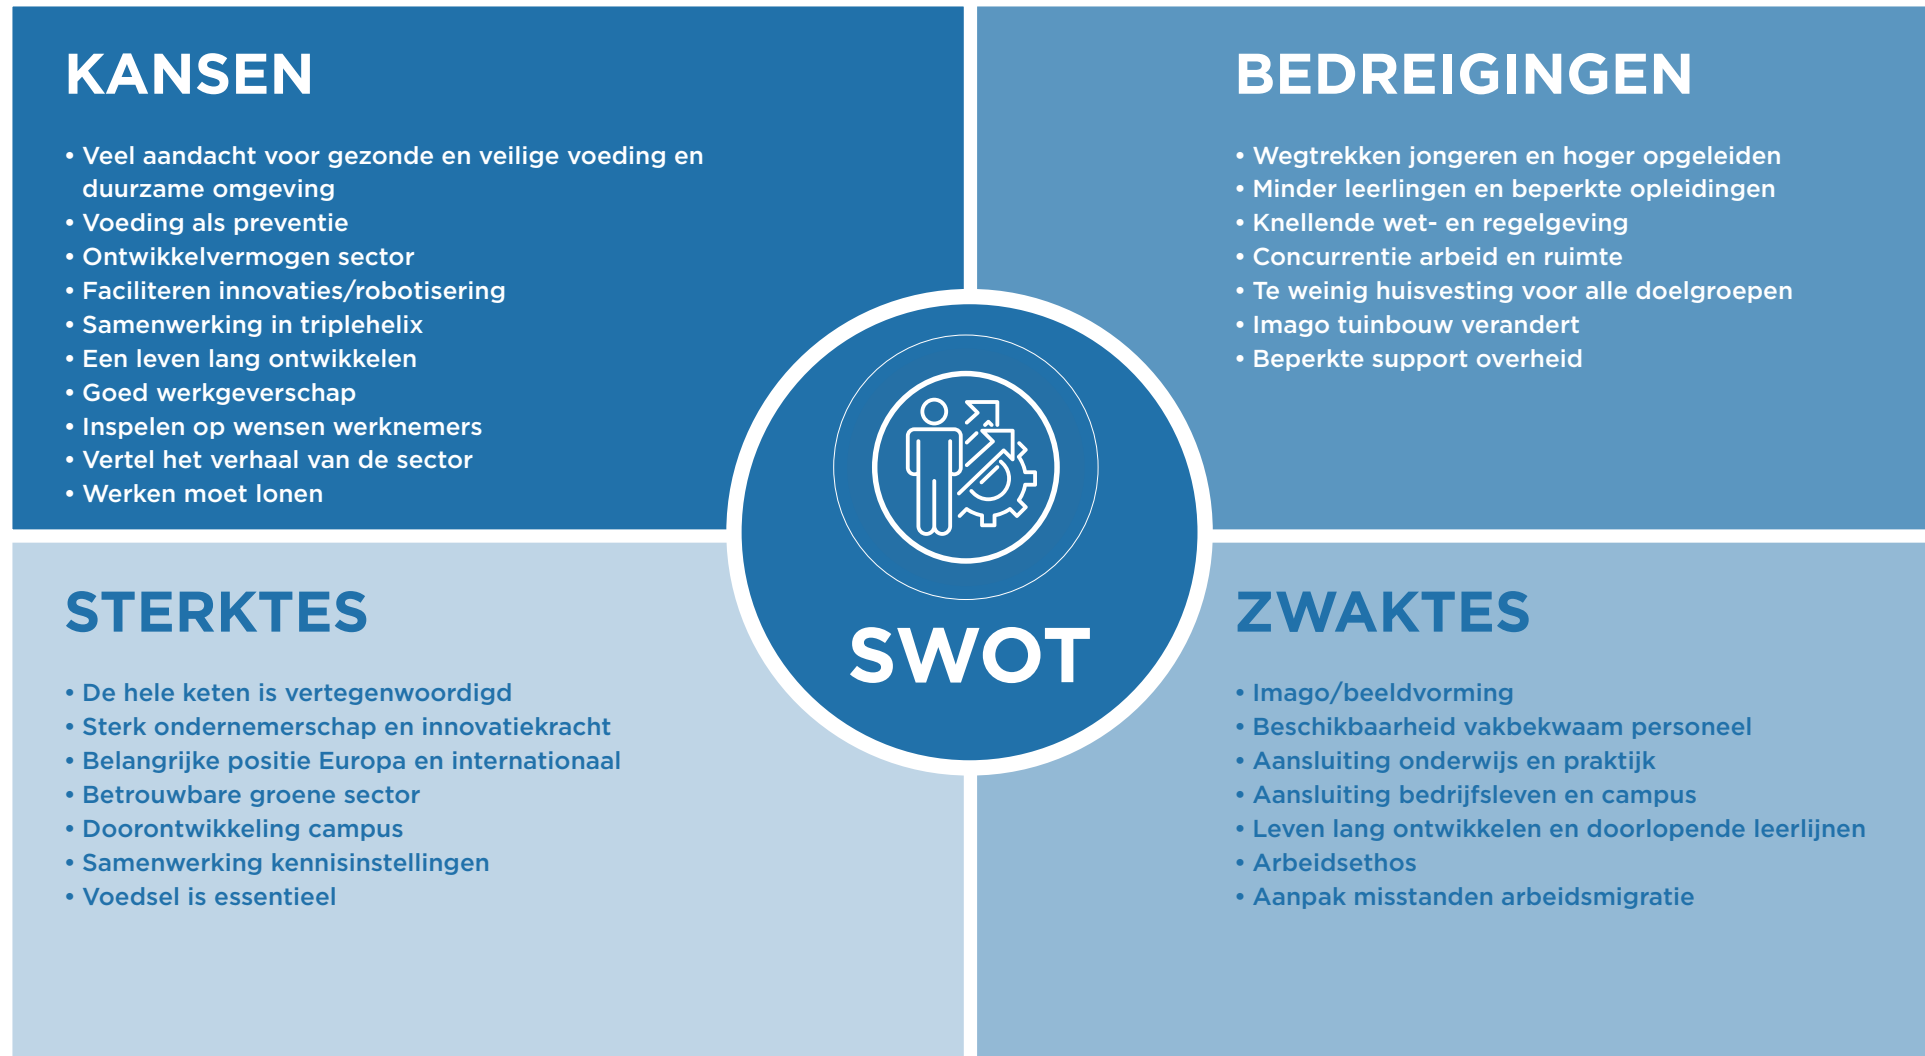 KANSEN
• Veel aandacht voor gezonde en veilige voeding en
duurzame omgeving
• Voeding als preventie
• Ontwikkelvermogen sector
• Faciliteren innovaties/robotisering
• Samenwerking in triplehelix
• Een leven lang ontwikkelen
• Goed werkgeverschap
• Inspelen op wensen werknemers
• Vertel het verhaal van de sector
• Werken moet lonen
BEDREIGINGEN
• Wegtrekken jongeren en hoger opgeleiden
• Minder leerlingen en beperkte opleidingen
• Knellende wet- en regelgeving
• Concurrentie arbeid en ruimte
• Te weinig huisvesting voor alle doelgroepen
• Imago tuinbouw verandert
• Beperkte support overheid
SWOT
STERKTES
• De hele keten is vertegenwoordigd
• Sterk ondernemerschap en innovatiekracht
• Belangrijke positie Europa en internationaal
• Betrouwbare groene sector
• Doorontwikkeling campus
• Samenwerking kennisinstellingen
• Voedsel is essentieel
ZWAKTES
• Imago/beeldvorming
• Beschikbaarheid vakbekwaam personeel
• Aansluiting onderwijs en praktijk
• Aansluiting bedrijfsleven en campus
• Leven lang ontwikkelen en doorlopende leerlijnen
• Arbeidsethos
• Aanpak misstanden arbeidsmigratie